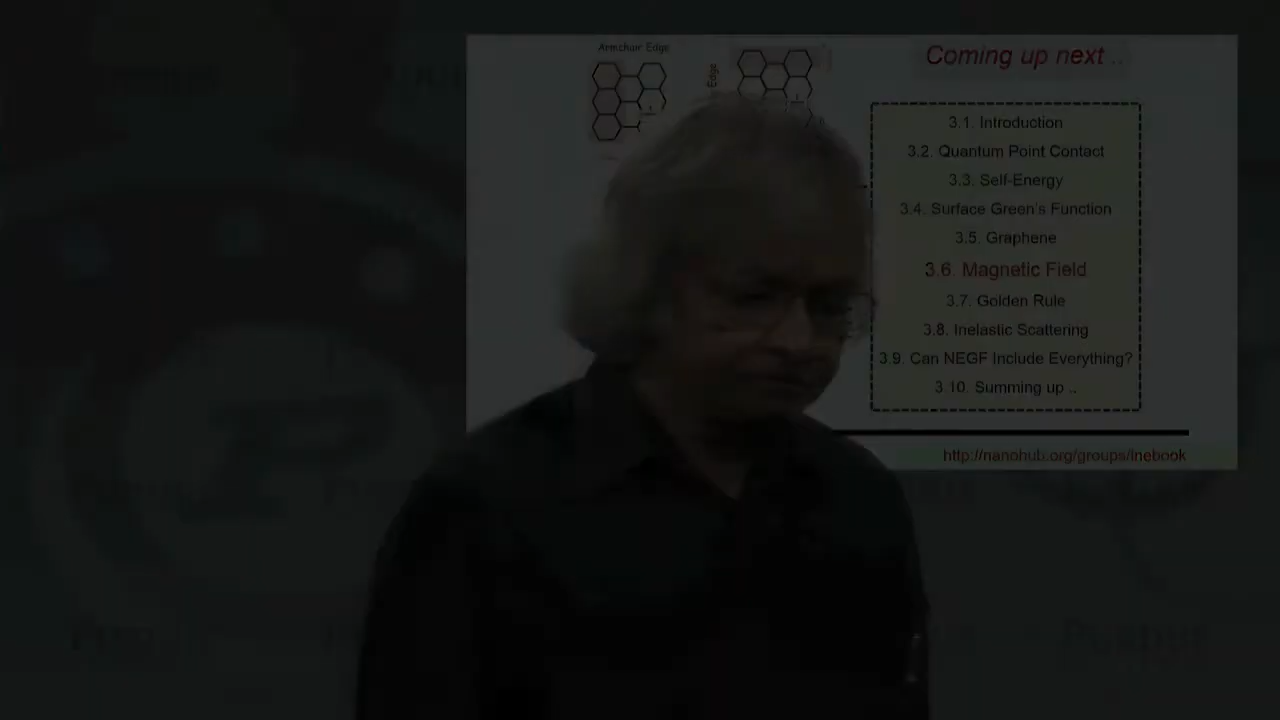 Armchair Edge
Edge
Coming up next ..
3.1. Introduction
3.2. Quantum Point Contact
3.3. Self-Energy
3.4. Surface Green's Function
3.5. Graphene
3.6. Magnetic Field
3.7. Golden Rule
3.8. Inelastic Scattering
3.9. Can NEGF Include Everything?
3.10. Summing up ..
http://nanohub.org/groups/lnebook